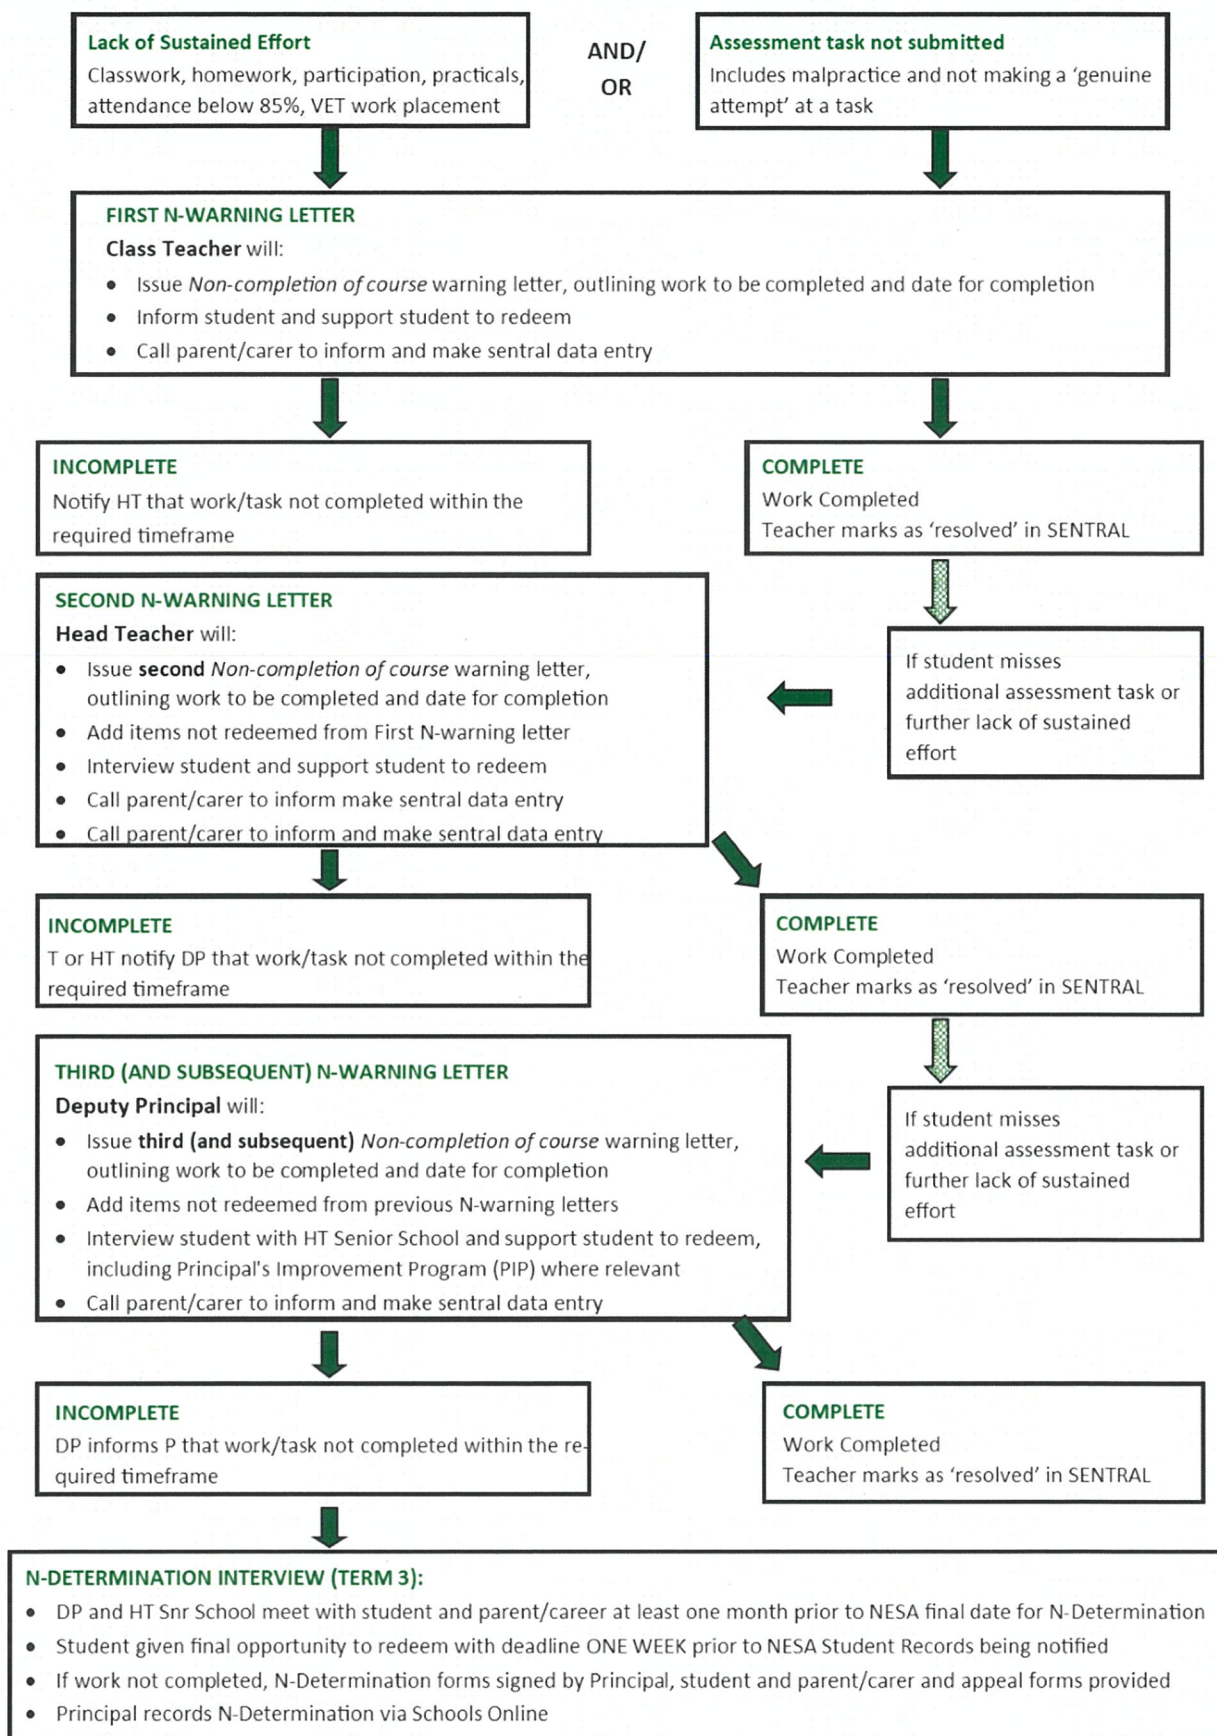 Lack of Sustained Effort
Classwork, homework, participation, practicals,
attendance below 85%, VET work placement
AND/
OR
Assessment task not submitted
Includes malpractice and not making a ‘genuine
attempt’ at a task
FIRST N-WARNING LETTER
Class Teacher will:
• Issue Non-completion of course warning letter, outlining work to be completed and date for completion
• Inform student and support student to redeem
• Call parent/carer to inform and make sentral data entry
INCOMPLETE
Notify HT that work/task not completed within the
required timeframe
COMPLETE
Work Completed
Teacher marks as ‘resolved’ in SENTRAL
SECOND N-WARNING LETTER
Head Teacher will:
• Issue second Non-completion of course warning letter,
outlining work to be completed and date for completion
• Add items not redeemed from First N-warning letter
• Interview student and support student to redeem
• Call parent/carer to inform make sentral data entry
• Call parent/carer to inform and make sentral data entry
If student misses
additional assessment task or
further lack of sustained
effort
INCOMPLETE
T or HT notify DP that work/task not completed within the
required timeframe
COMPLETE
Work Completed
Teacher marks as ‘resolved’ in SENTRAL
THIRD (AND SUBSEQUENT) N-WARNING LETTER
Deputy Principal will:
• Issue third (and subsequent) Non-completion of course warning letter,
outlining work to be completed and date for completion
• Add items not redeemed from previous N-warning letters
• Interview student with HT Senior School and support student to redeem,
including Principal's Improvement Program (PIP) where relevant
• Call parent/carer to inform and make sentral data entry
If student misses
additional assessment task or
further lack of sustained
effort
INCOMPLETE
DP informs P that work/task not completed within the re-
quired timeframe
COMPLETE
Work Completed
Teacher marks as ‘resolved’ in SENTRAL
N-DETERMINATION INTERVIEW (TERM 3):
• DP and HT Snr School meet with student and parent/career at least one month prior to NESA final date for N-Determination
• Student given final opportunity to redeem with deadline ONE WEEK prior to NESA Student Records being notified
• If work not completed, N-Determination forms signed by Principal, student and parent/carer and appeal forms provided
• Principal records N-Determination via Schools Online